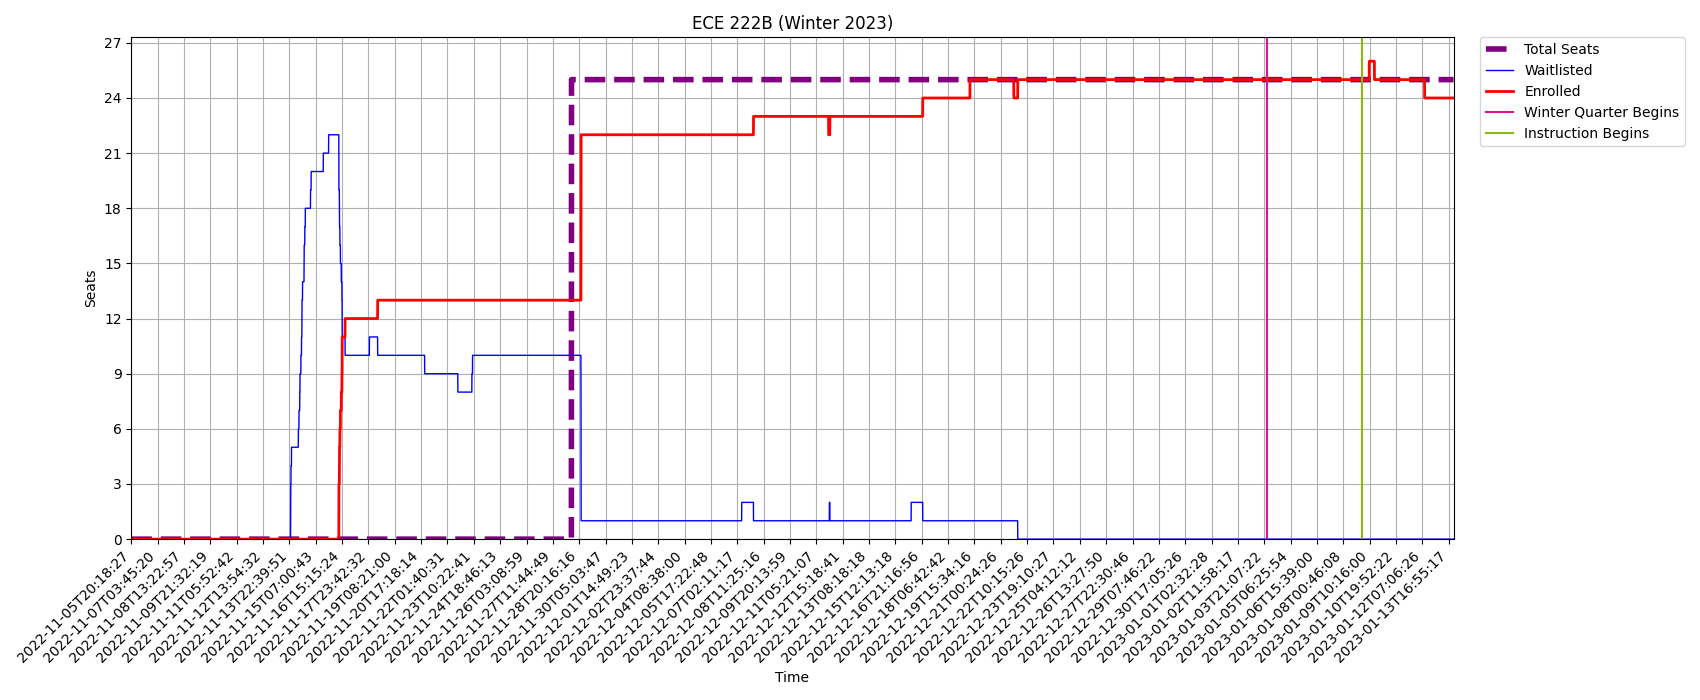 ECE 222B (Winter 2023)
Total Seats
Waitlisted
Enrolled
Winter Quarter Begins
Instruction Begins
Seats
27
24
21
18
15
12
9
6
3
0
2022-11-05T20:18:27
2022-11-07T03:45:20
2022-11-08T13:22:57
2022-11-09T21:32:19
2022-11-11T05:52:42
2022-11-12T13:54:32
2022-11-13T22:39:51
2022-11-15T07:00:43
2022-11-16T15:15:24
2022-11-17T23:42:32
2022-11-19T08:21:00
2022-11-20T17:18:14
2022-11-22T01:40:31
2022-11-23T10:22:41
2022-11-24T18:46:13
2022-11-26T03:08:59
2022-11-27T11:44:49
2022-11-28T20:16:16
2022-11-30T05:03:47
2022-12-01T14:49:23
2022-12-02T23:37:44
2022-12-04T08:38:00
2022-12-05T17:22:48
2022-12-07T02:11:17
2022-12-08T11:25:16
2022-12-09T20:13:59
2022-12-11T05:21:07
2022-12-12T15:18:41
2022-12-13T08:18:18
2022-12-15T12:13:18
2022-12-16T21:16:56
2022-12-18T06:42:42
2022-12-19T15:34:16
2022-12-21T00:24:26
2022-12-22T10:15:26
2022-12-23T19:10:27
2022-12-25T04:12:12
2022-12-26T13:27:50
2022-12-27T22:30:46
2022-12-29T07:46:22
2022-12-30T17:05:26
2023-01-01T02:32:28
2023-01-02T11:58:17
2023-01-03T21:07:22
2023-01-05T06:25:54
2023-01-06T15:39:00
2023-01-08T00:46:08
2023-01-09T10:16:00
2023-01-10T19:52:22
2023-01-12T07:06:26
2023-01-13T16:55:17
Time